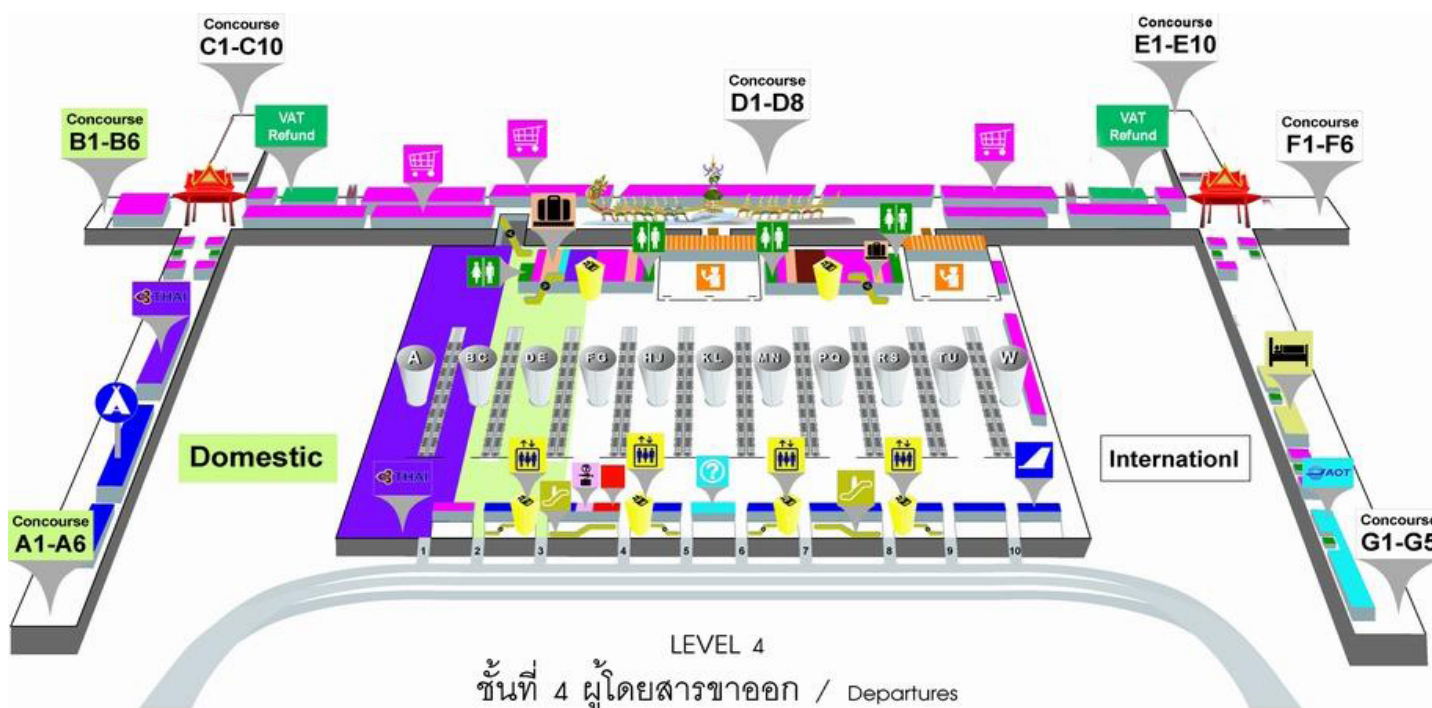 Concourse
C1-C10
Concourse
E1-E10
Concourse
D1-D8
Concourse
B1-B6
VAT
Refund
VAT
Refund
Concourse
F1-F6
THAI
A
BC
DE
FG
HJ
KL
MN
PQ
RS
TU
W
Domestic
Internationl
THAI
?
AOT
Concourse
A1-A6
Concourse
G1-G5
1
2
3
4
5
6
7
8
9
10
LEVEL 4
ชั้นที่ 4 ผู้โดยสารขาออก / Departures